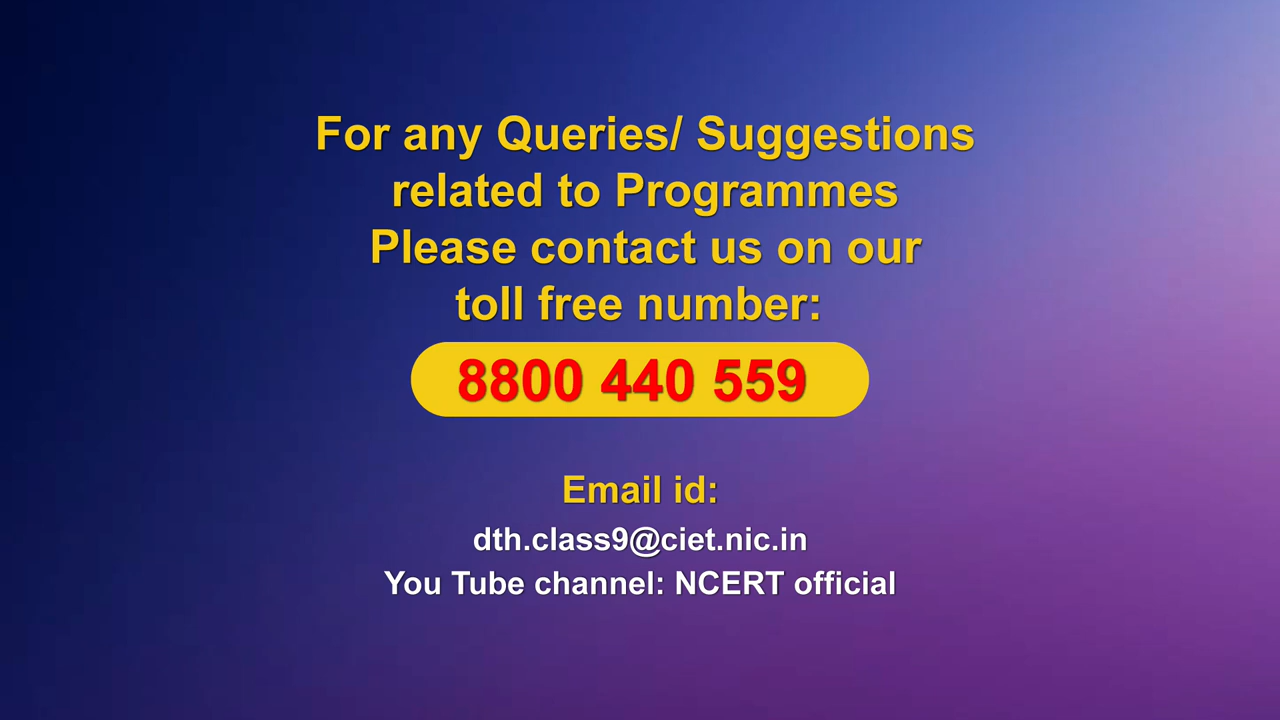 For any Queries/ Suggestions
related to Programmes
Please contact us on our
toll free number:
8800 440 559
Email id:
dth.class9@ciet.nic.in
You Tube channel: NCERT official